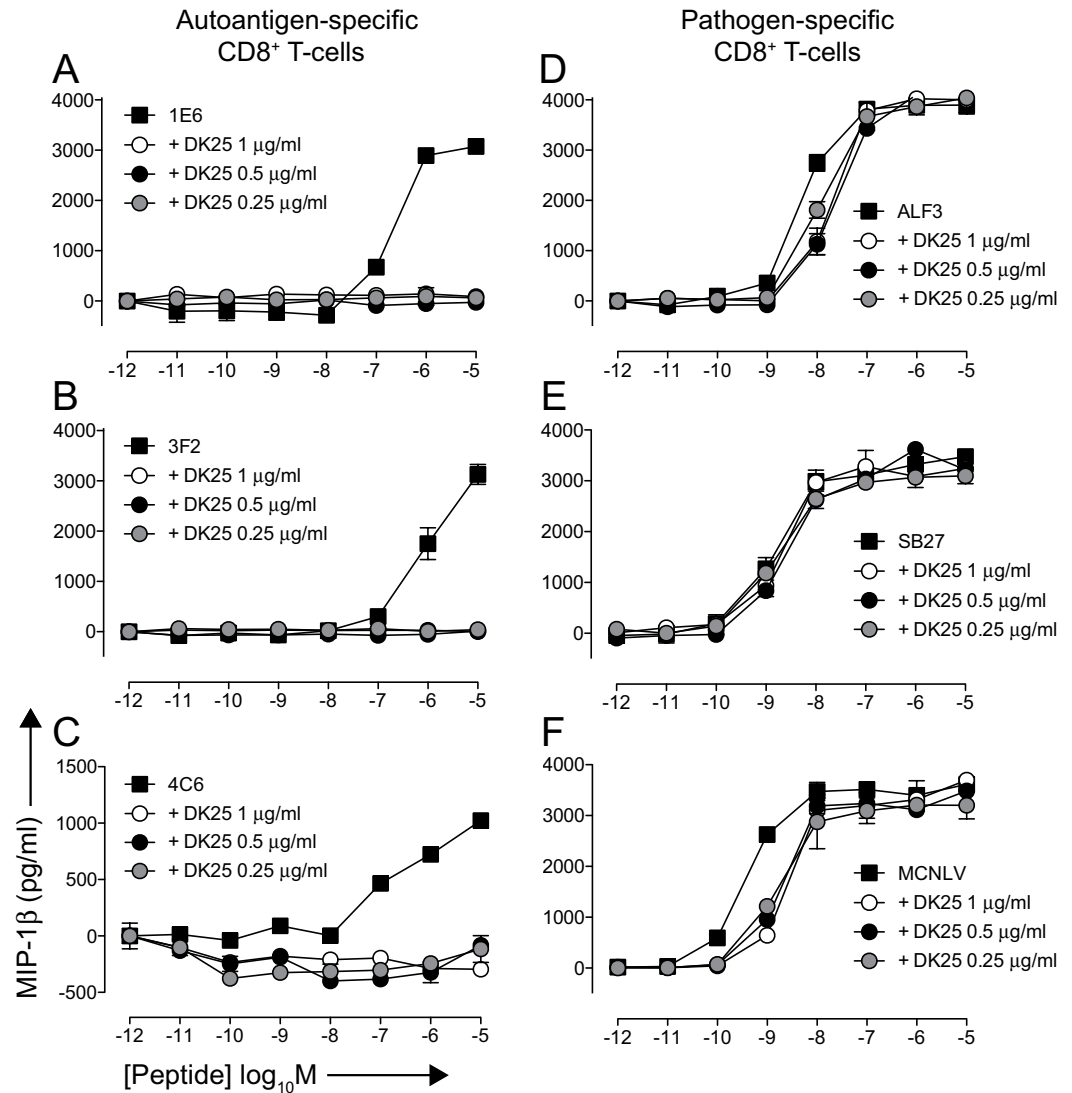 Autoantigen-specific
CD8⁺ T-cells
Pathogen-specific
CD8⁺ T-cells
A
4000
3000
2000
1000
0
1E6
+ DK25 1 μg/ml
+ DK25 0.5 μg/ml
+ DK25 0.25 μg/ml
-12 -11 -10 -9 -8 -7 -6 -5
D
4000
3000
2000
1000
0
ALF3
+ DK25 1 μg/ml
+ DK25 0.5 μg/ml
+ DK25 0.25 μg/ml
-12 -11 -10 -9 -8 -7 -6 -5
B
4000
3000
2000
1000
0
3F2
+ DK25 1 μg/ml
+ DK25 0.5 μg/ml
+ DK25 0.25 μg/ml
-12 -11 -10 -9 -8 -7 -6 -5
E
4000
3000
2000
1000
0
SB27
+ DK25 1 μg/ml
+ DK25 0.5 μg/ml
+ DK25 0.25 μg/ml
-12 -11 -10 -9 -8 -7 -6 -5
C
1500
1000
500
0
-500
4C6
+ DK25 1 μg/ml
+ DK25 0.5 μg/ml
+ DK25 0.25 μg/ml
-12 -11 -10 -9 -8 -7 -6 -5
F
4000
3000
2000
1000
0
MCNLV
+ DK25 1 μg/ml
+ DK25 0.5 μg/ml
+ DK25 0.25 μg/ml
-12 -11 -10 -9 -8 -7 -6 -5
MIP-1β (pg/ml)
[Peptide] log₁₀M